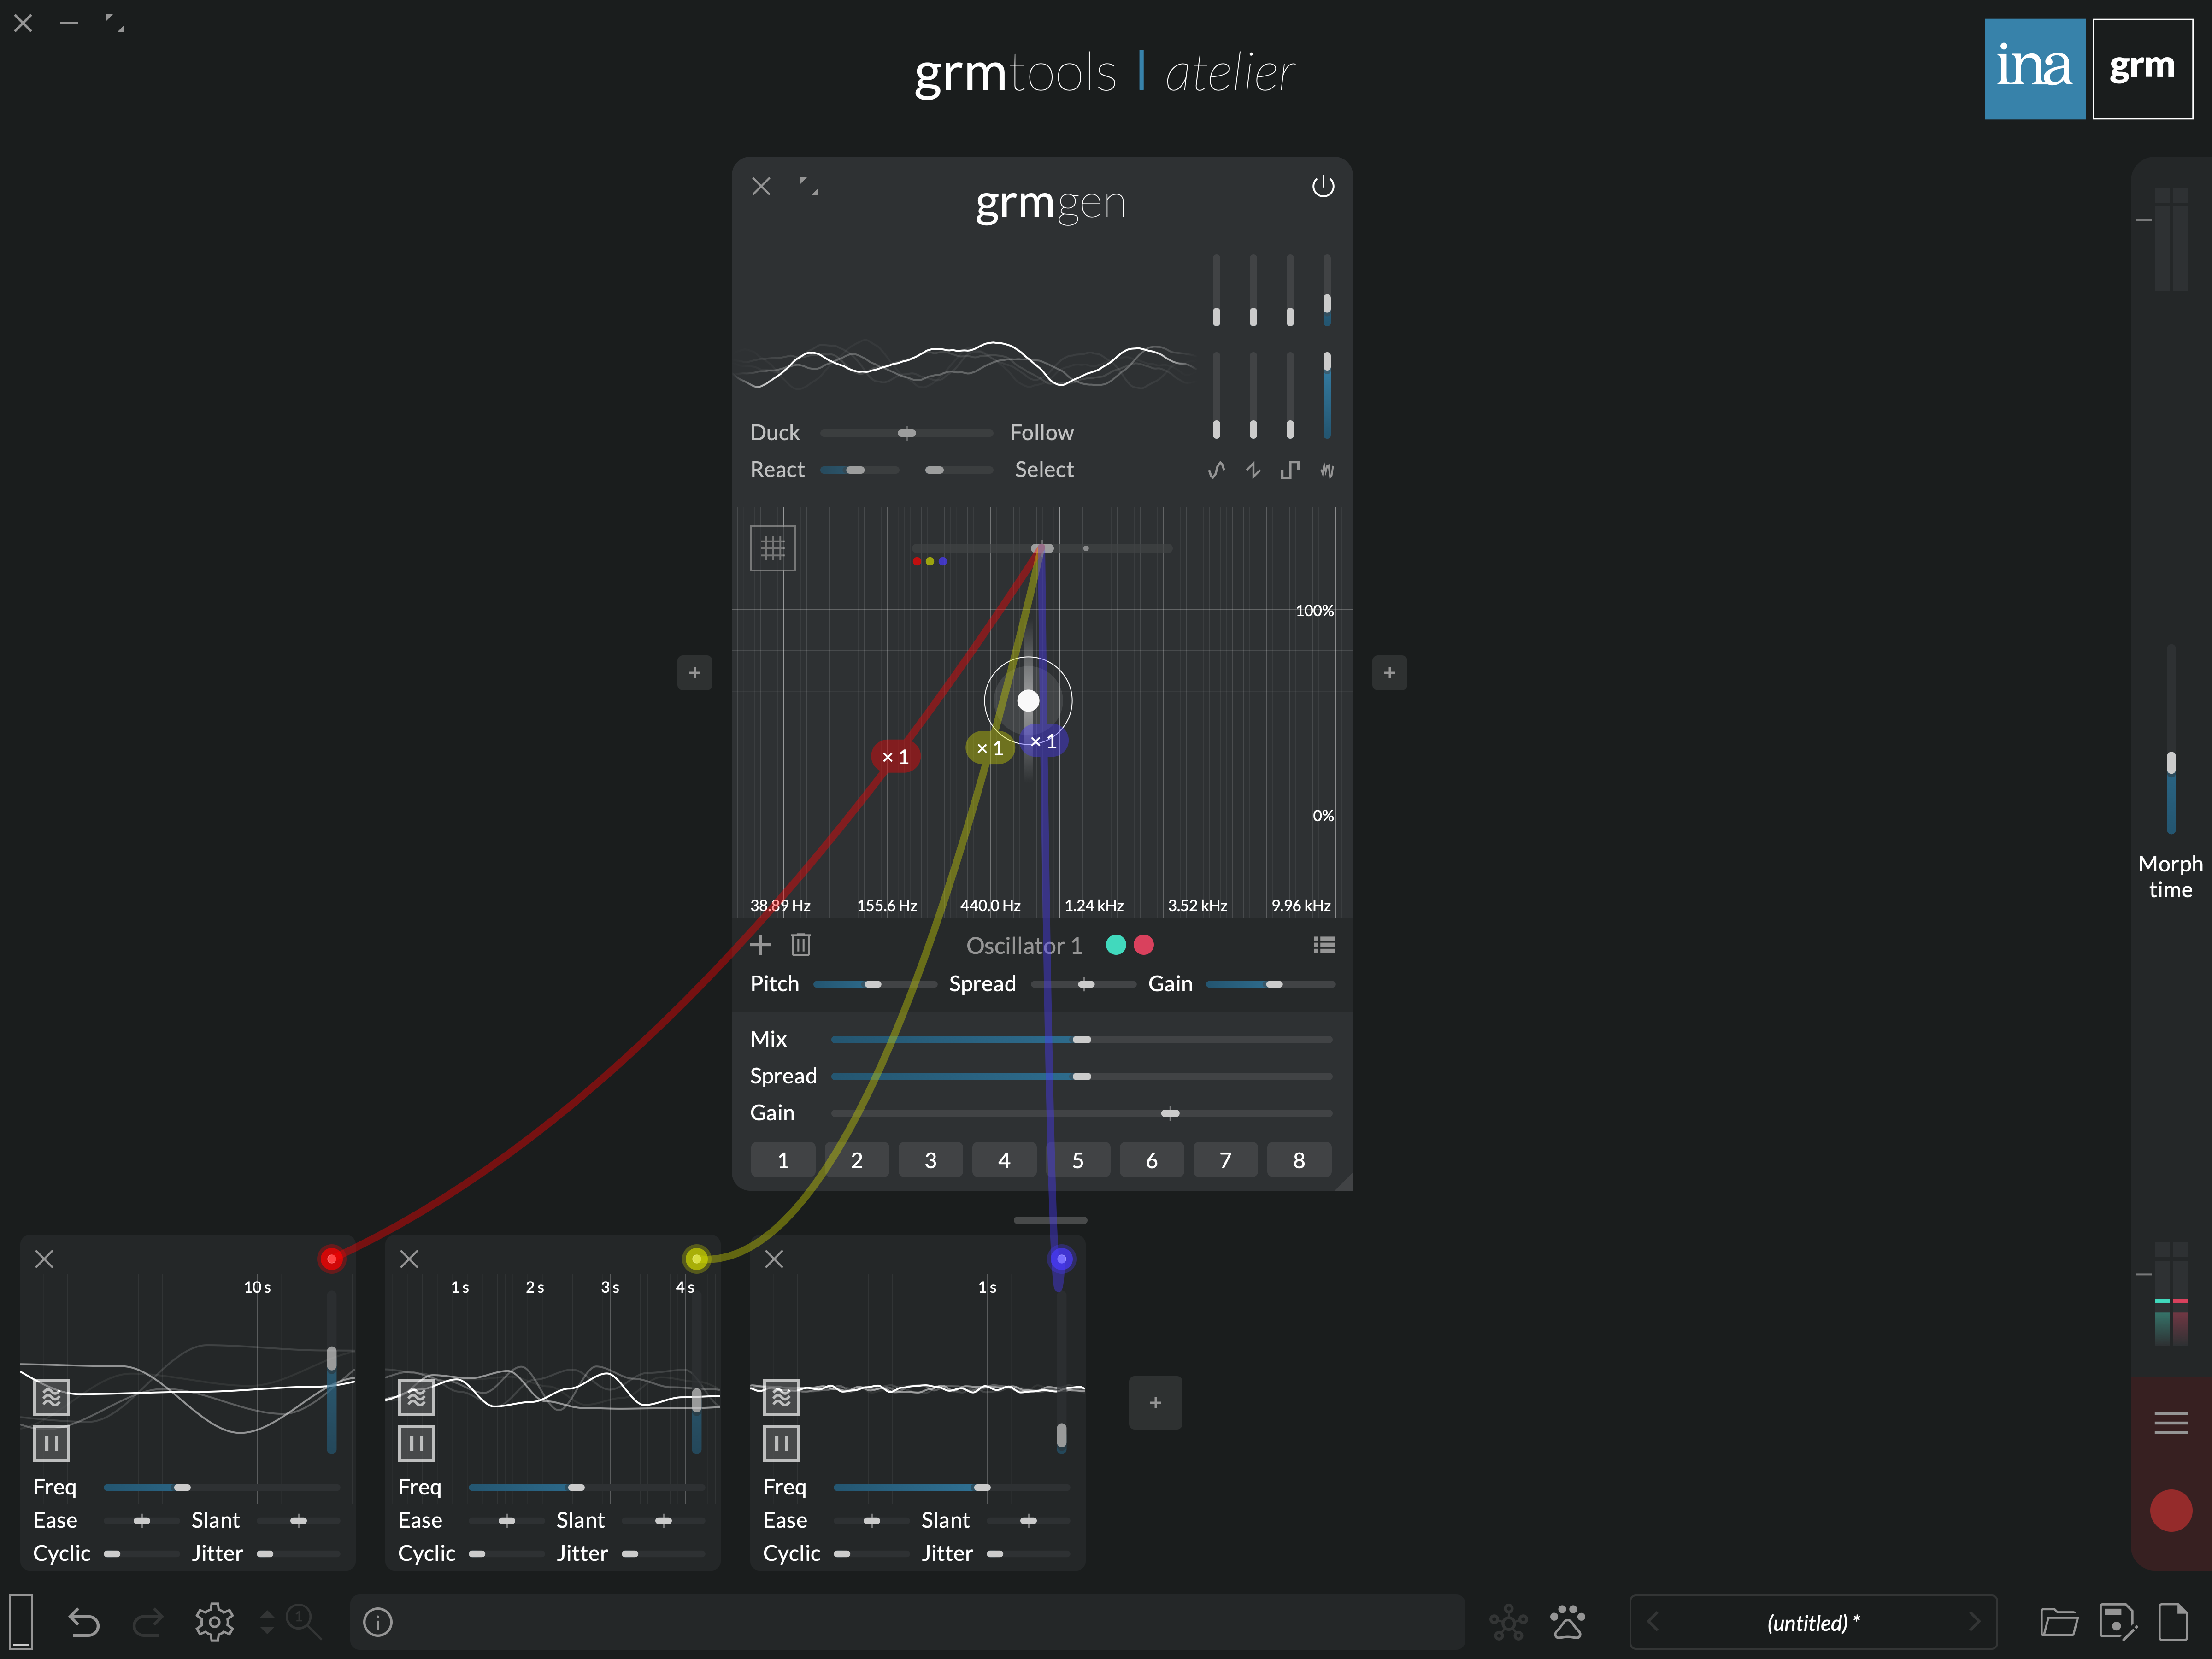 grmtools | atelier
ina grm
grmgen
Duck Follow
React Select
100%
× 1 × 1 × 1
0%
38.89 Hz 155.6 Hz 440.0 Hz 1.24 kHz 3.52 kHz 9.96 kHz
Oscillator 1
Pitch Spread Gain
Mix
Spread
Gain
1 2 3 4 5 6 7 8
Morph
time
10 s
Freq
Ease Slant
Cyclic Jitter
1 s 2 s 3 s 4 s
Freq
Ease Slant
Cyclic Jitter
1 s
Freq
Ease Slant
Cyclic Jitter
1
(untitled) *